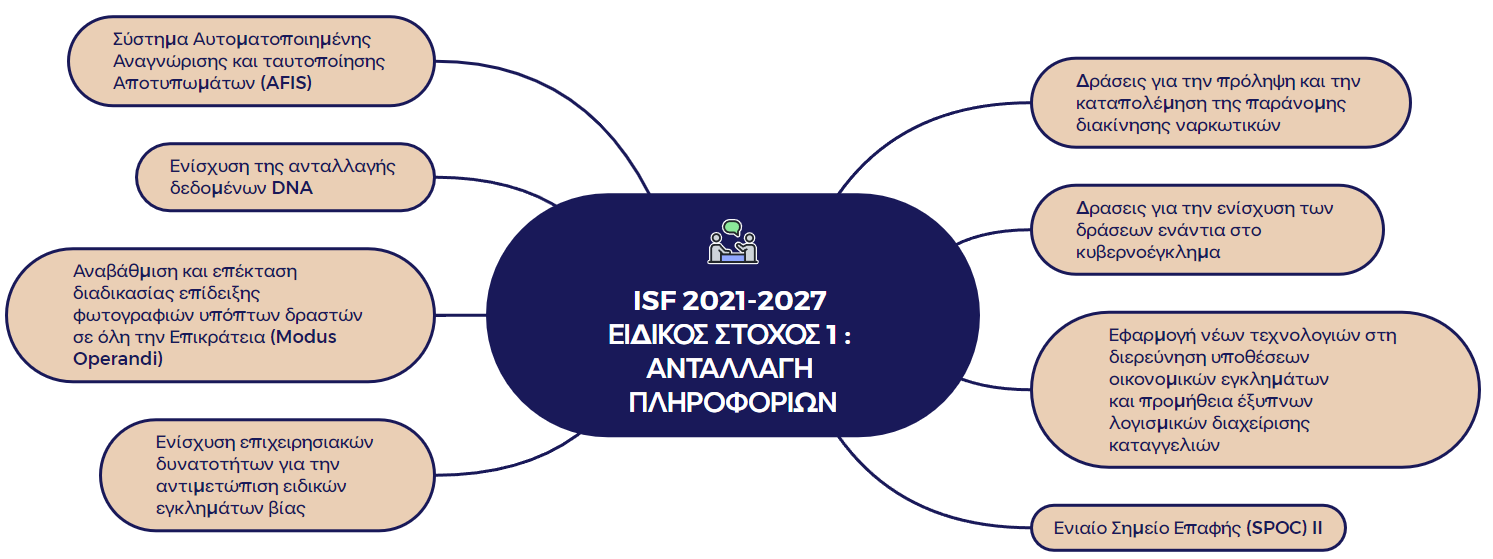 Σύστημα Αυτοματοποιημένης
Αναγνώρισης και ταυτοποίησης
Αποτυπωμάτων (AFIS)
Ενίσχυση της ανταλλαγής
δεδομένων DNA
Αναβάθμιση και επέκταση
διαδικασίας επίδειξης
φωτογραφιών υπόπτων δραστών
σε όλη την Επικράτεια (Modus
Operandi)
Ενίσχυση επιχειρησιακών
δυνατοτήτων για την
αντιμετώπιση ειδικών
εγκλημάτων βίας
ISF 2021-2027
ΕΙΔΙΚΟΣ ΣΤΟΧΟΣ 1 :
ΑΝΤΑΛΛΑΓΗ
ΠΛΗΡΟΦΟΡΙΩΝ
Δράσεις για την πρόληψη και την
καταπολέμηση της παράνομης
διακίνησης ναρκωτικών
Δρασεις για την ενίσχυση των
δράσεων ενάντια στο
κυβερνοέγκλημα
Εφαρμογή νέων τεχνολογιών στη
διερεύνηση υποθέσεων
οικονομικών εγκλημάτων
και προμήθεια έξυπνων
λογισμικών διαχείρισης
καταγγελιών
Ενιαίο Σημείο Επαφής (SPOC) II